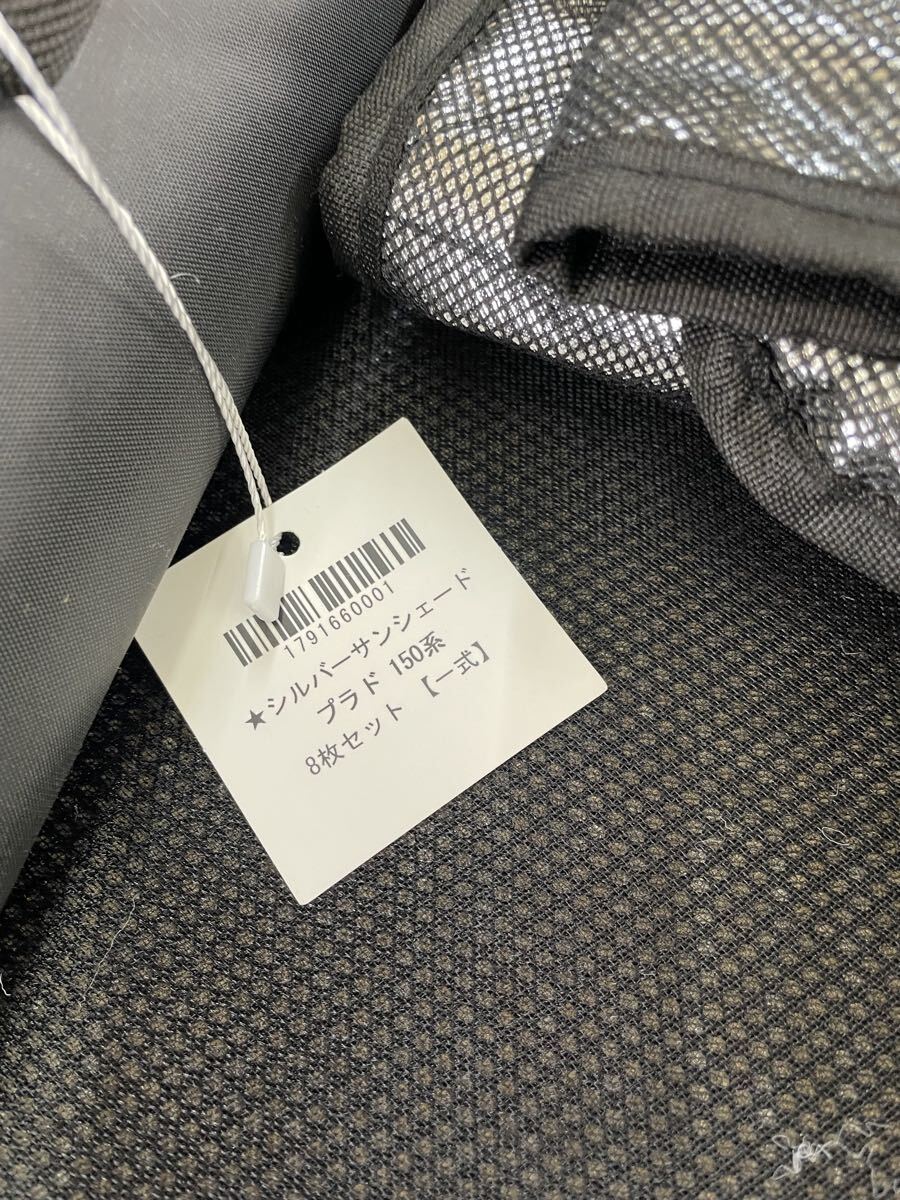 1791660001
★シルバーサンシェード
プラド 150系
8枚セット 【一式】